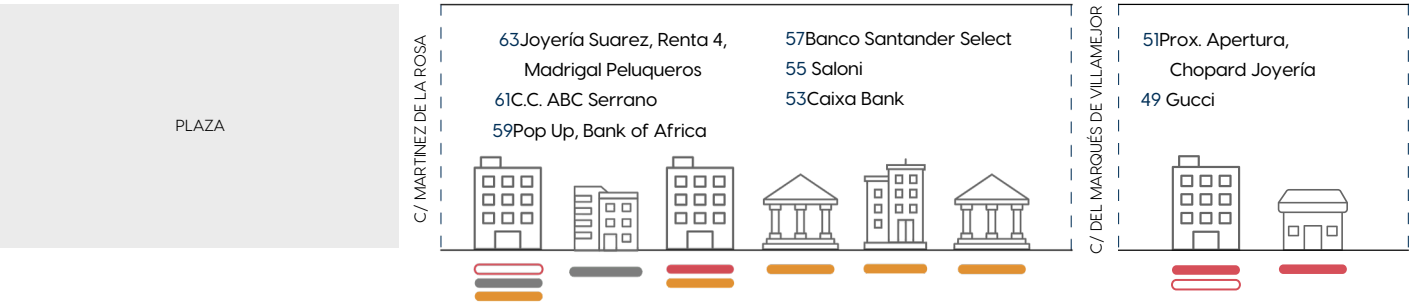 PLAZA
C/ MARTINEZ DE LA ROSA
63Joyería Suarez, Renta 4,
Madrigal Peluqueros
61C.C. ABC Serrano
59Pop Up, Bank of Africa
57Banco Santander Select
55 Saloni
53Caixa Bank
C/ DEL MARQUÉS DE VILLAMEJOR
51Prox. Apertura,
Chopard Joyería
49 Gucci